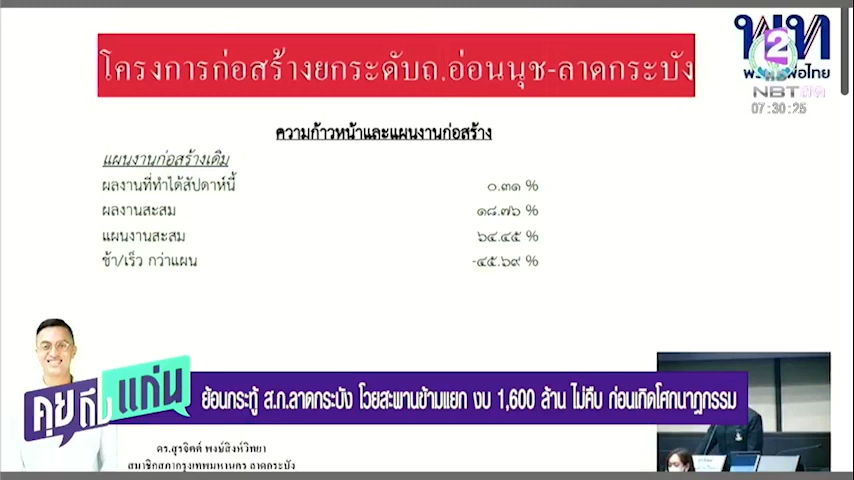 โครงการก่อสร้างยกระดับถ.อ่อนนุช-ลาดกระบัง
พท
2
NBT สด
07:30:25
ความก้าวหน้าและแผนงานก่อสร้าง
แผนงานก่อสร้างเดิม
ผลงานที่ทำได้สัปดาห์นี้ ๐.๓๑ %
ผลงานสะสม ๑๘.๗๖ %
แผนงานสะสม ๖๔.๔๕ %
ช้า/เร็ว กว่าแผน -๔๕.๖๙ %
คุยถึงแก่น
ย้อนกระทู้ ส.ก.ลาดกระบัง โวยสะพานข้ามแยก งบ 1,600 ล้าน ไม่คืบ ก่อนเกิดโศกนาฏกรรม
ดร.สุรจิตต์ พงษ์สิงห์วิทยา
สมาชิกสภากรุงเทพมหานคร ลาดกระบัง